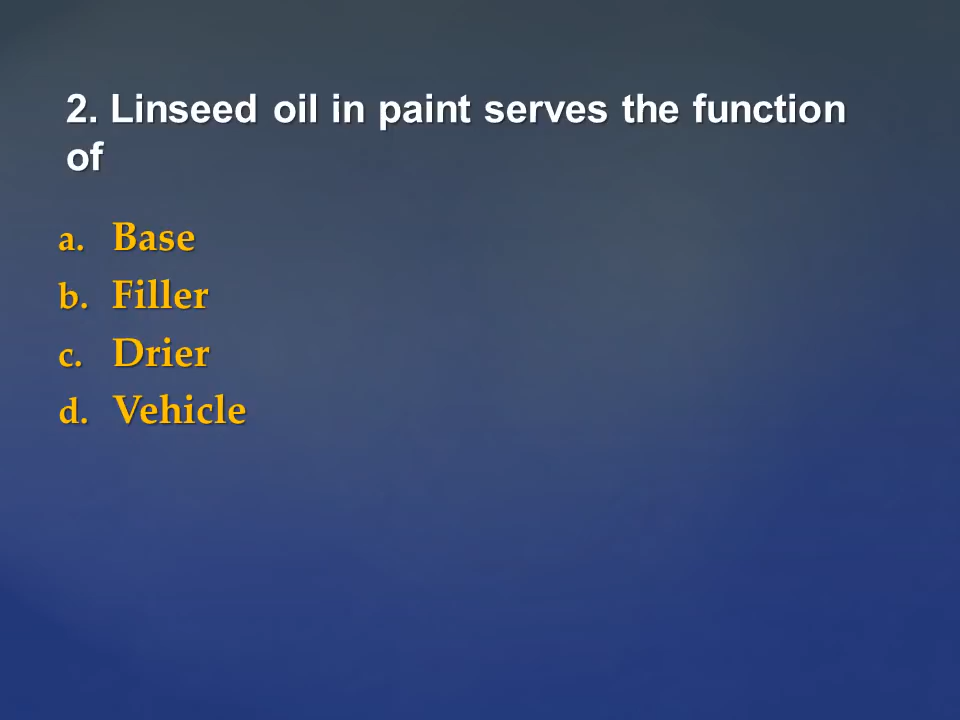 2. Linseed oil in paint serves the function
of
a. Base
b. Filler
c. Drier
d. Vehicle